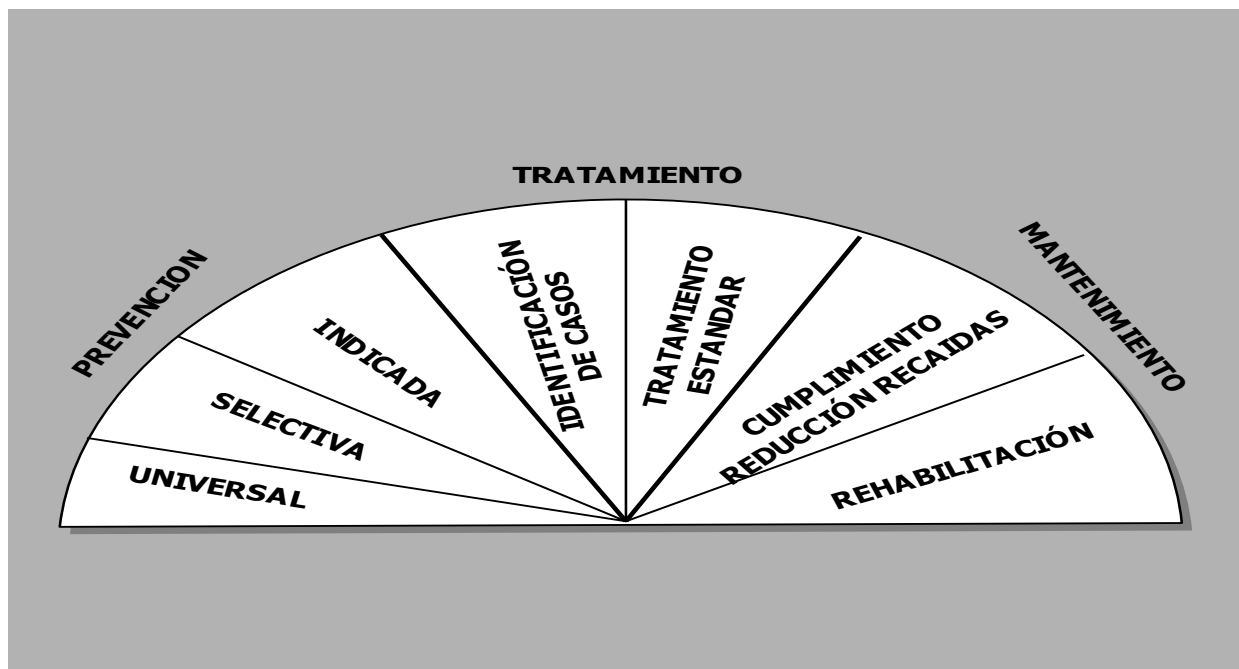 TRATAMIENTO
PREVENCION
MANTENIMIENTO
UNIVERSAL
SELECTIVA
INDICADA
IDENTIFICACIÓN
DE CASOS
TRATAMIENTO
ESTANDAR
CUMPLIMIENTO
REDUCCIÓN RECAIDAS
REHABILITACIÓN